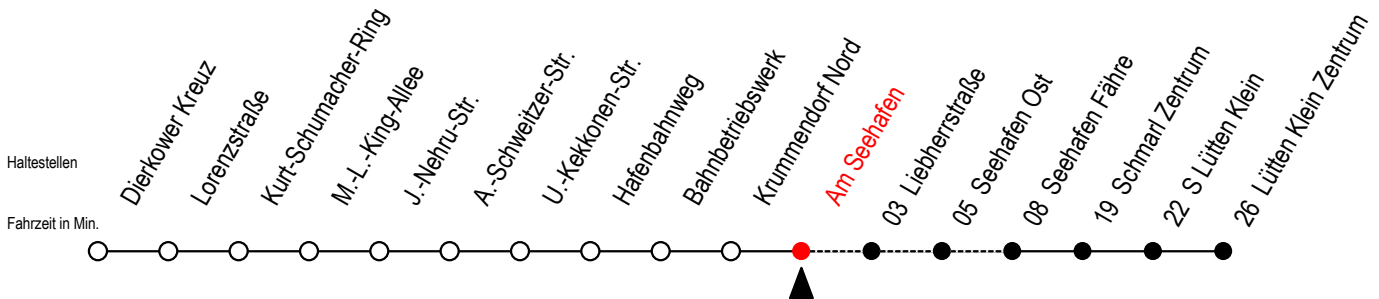 Haltestellen
Fahrzeit in Min.
Dierkower Kreuz
Lorenzstraße
Kurt-Schumacher-Ring
M.-L.-King-Allee
J.-Nehru-Str.
A.-Schweitzer-Str.
U.-Kekkonen-Str.
Hafenbahnweg
Bahnbetriebswerk
Krummendorf Nord
Am Seehafen
03 Liebherrstraße
05 Seehafen Ost
08 Seehafen Fähre
19 Schmarl Zentrum
22 S Lütten Klein
26 Lütten Klein Zentrum